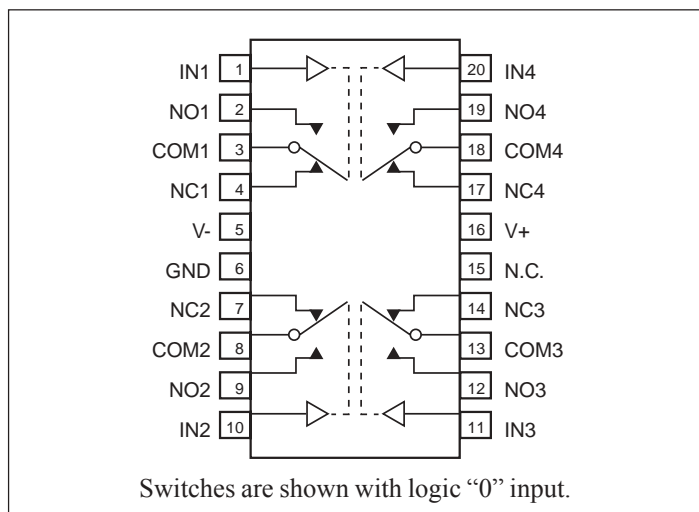 IN1 1 20 IN4
NO1 2 19 NO4
COM1 3 18 COM4
NC1 4 17 NC4
V- 5 16 V+
GND 6 15 N.C.
NC2 7 14 NC3
COM2 8 13 COM3
NO2 9 12 NO3
IN2 10 11 IN3
Switches are shown with logic “0” input.